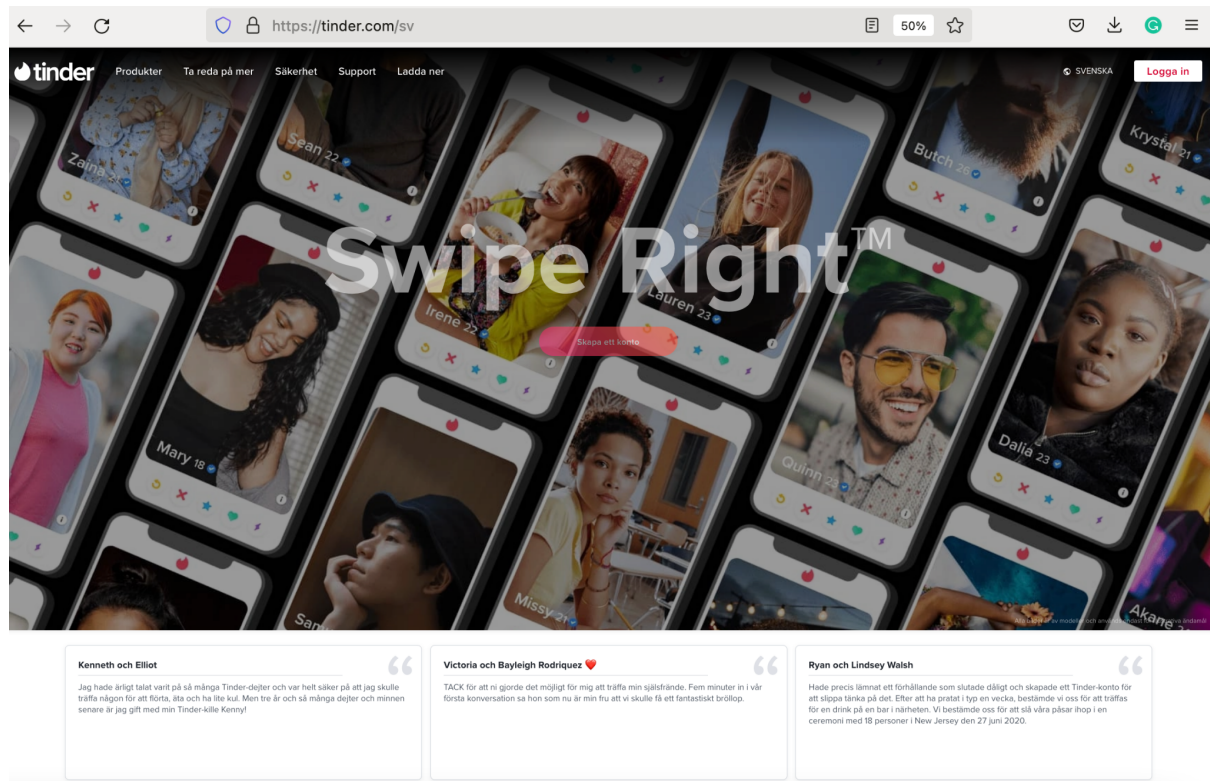 https://tinder.com/sv
50%
tinder
Produkter
Ta reda på mer
Säkerhet
Support
Ladda ner
SVENSKA
Logga in
Zaina 21
Sean 22
Butch 26
Krystal 21
Swipe Right™
Irene 22
Lauren 23
Skapa ett konto
Mary 18
Quinn 23
Dalia 23
Missy 21
Akane
Kenneth och Elliot
Jag hade ärligt talat varit på så många Tinder-dejter och var helt säker på att jag skulle
träffa någon för att flörta, äta och ha lite kul. Men tre år och så många dejter och minnen
senare är jag gift med min Tinder-kille Kenny!
Victoria och Bayleigh Rodriquez ❤️
TACK för att ni gjorde det möjligt för mig att träffa min själsfrände. Fem minuter in i vår
första konversation sa hon som nu är min fru att vi skulle få ett fantastiskt bröllop.
Ryan och Lindsey Walsh
Hade precis lämnat ett förhållande som slutade dåligt och skapade ett Tinder-konto för
att slippa tänka på det. Efter att ha pratat i typ en vecka, bestämde vi oss för att träffas
för en drink på en bar i närheten. Vi bestämde oss för att slå våra påsar ihop i en
ceremoni med 18 personer i New Jersey den 27 juni 2020.